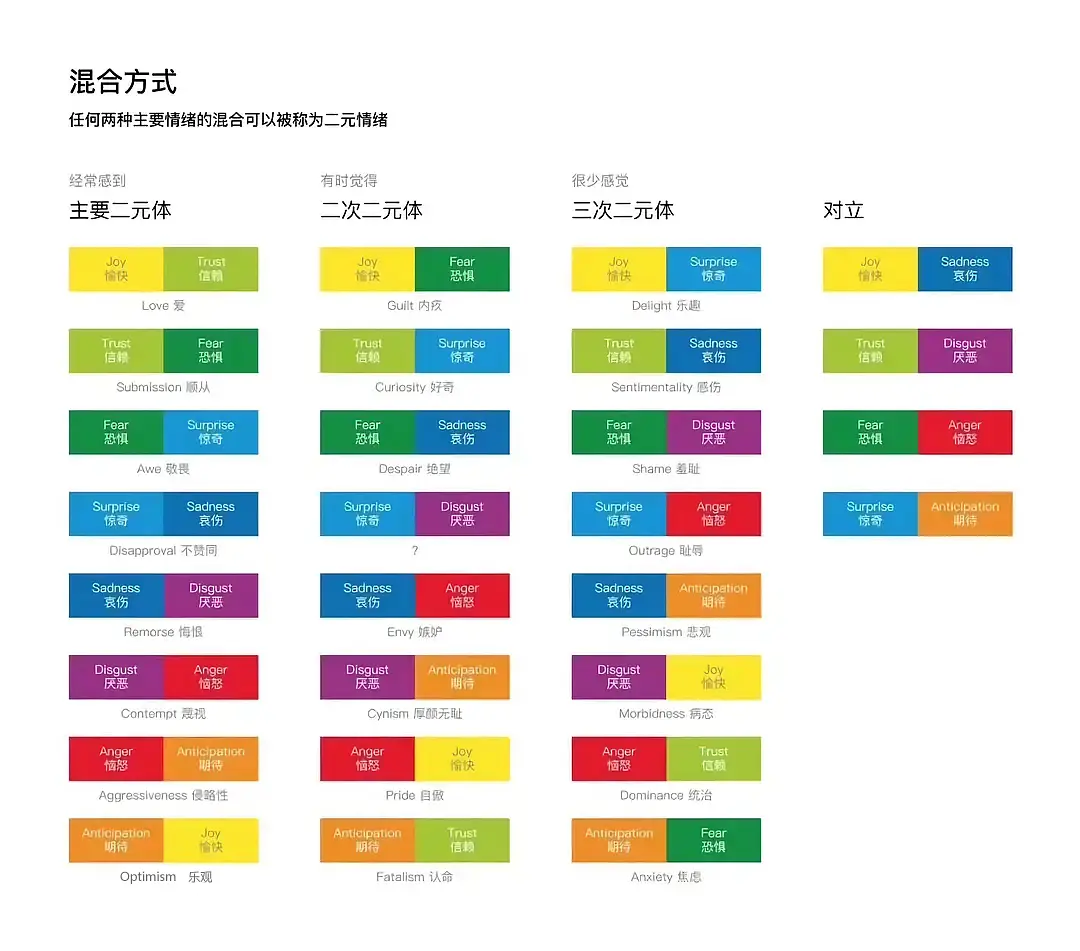 混合方式
任何两种主要情绪的混合可以被称为二元情绪
经常感到
主要二元体
Joy Trust
愉快 信赖
Love 爱
Trust Fear
信赖 恐惧
Submission 顺从
Fear Surprise
恐惧 惊奇
Awe 敬畏
Surprise Sadness
惊奇 哀伤
Disapproval 不赞同
Sadness Disgust
哀伤 厌恶
Remorse 悔恨
Disgust Anger
厌恶 恼怒
Contempt 蔑视
Anger Anticipation
恼怒 期待
Aggressiveness 侵略性
Anticipation Joy
期待 愉快
Optimism 乐观
有时觉得
二次二元体
Joy Fear
愉快 恐惧
Guilt 内疚
Trust Surprise
信赖 惊奇
Curiosity 好奇
Fear Sadness
恐惧 哀伤
Despair 绝望
Surprise Disgust
惊奇 厌恶
?
Sadness Anger
哀伤 恼怒
Envy 嫉妒
Disgust Anticipation
厌恶 期待
Cynism 厚颜无耻
Anger Joy
恼怒 愉快
Pride 自傲
Anticipation Trust
期待 信赖
Fatalism 认命
很少感觉
三次二元体
Joy Surprise
愉快 惊奇
Delight 乐趣
Trust Sadness
信赖 哀伤
Sentimentality 感伤
Fear Disgust
恐惧 厌恶
Shame 羞耻
Surprise Anger
惊奇 恼怒
Outrage 耻辱
Sadness Anticipation
哀伤 期待
Pessimism 悲观
Disgust Joy
厌恶 愉快
Morbidness 病态
Anger Trust
恼怒 信赖
Dominance 统治
Anticipation Fear
期待 恐惧
Anxiety 焦虑
对立
Joy Sadness
愉快 哀伤
Trust Disgust
信赖 厌恶
Fear Anger
恐惧 恼怒
Surprise Anticipation
惊奇 期待